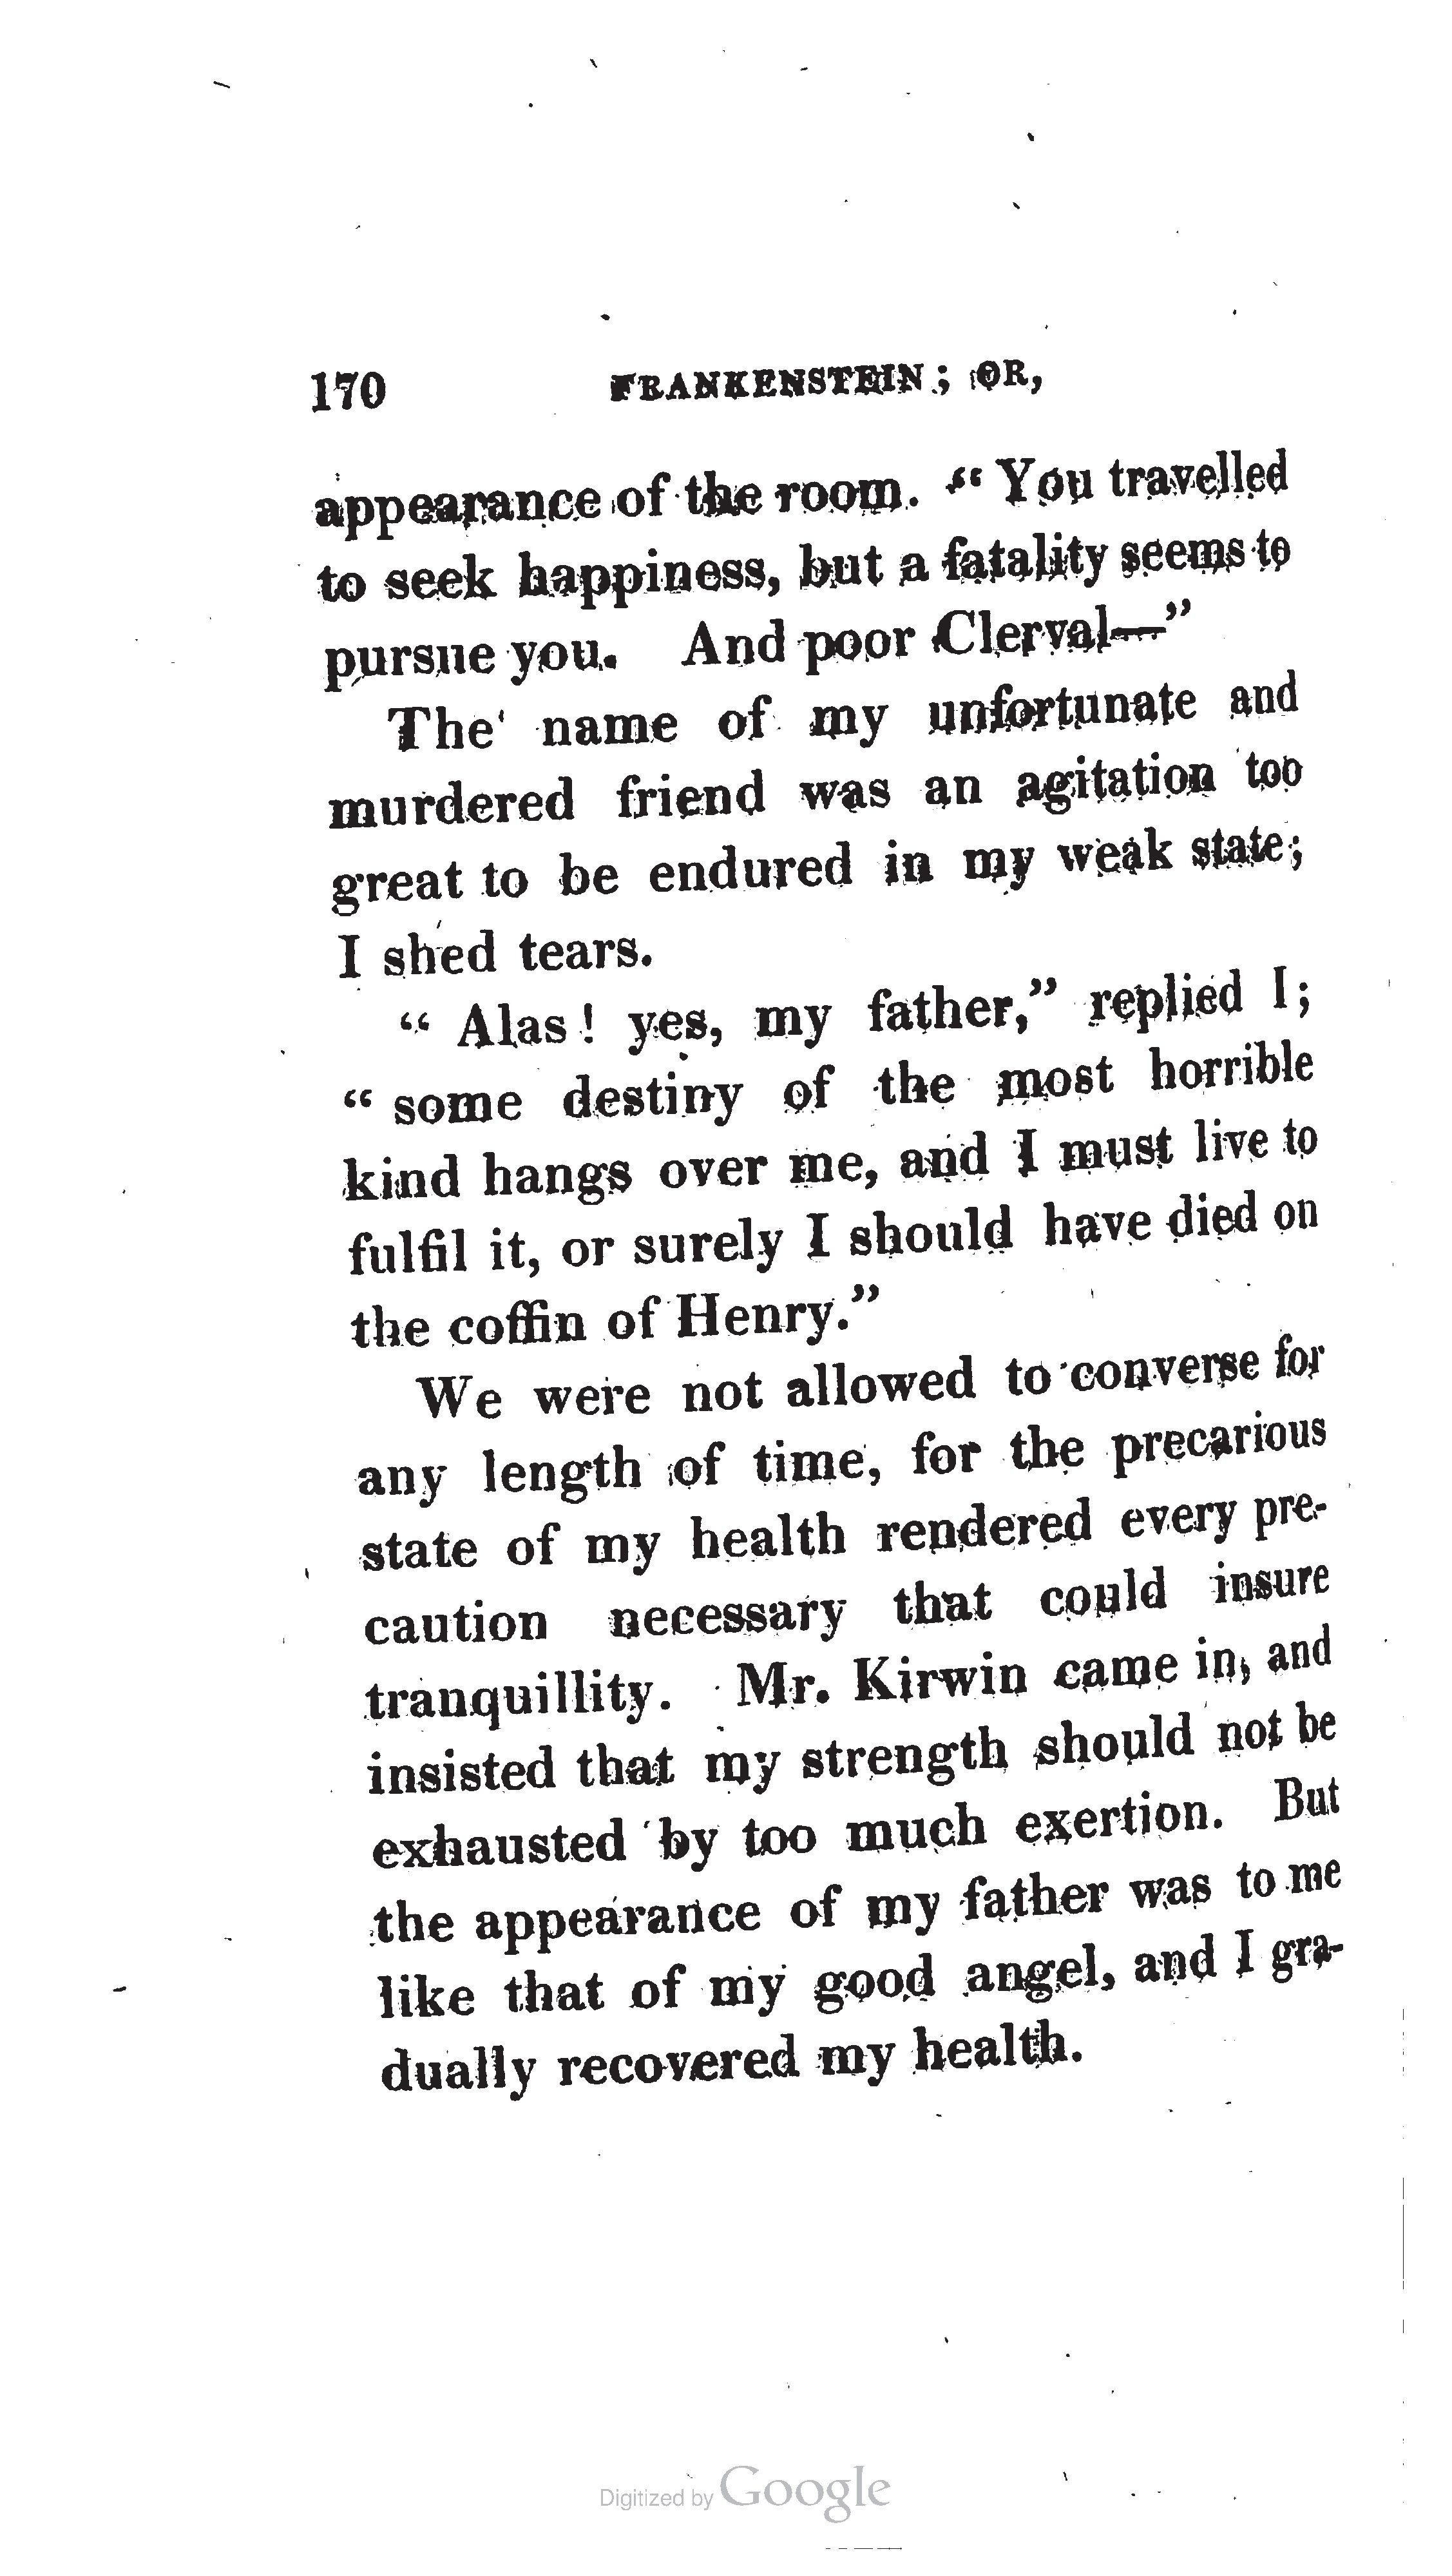 170 FRANKENSTEIN; OR,
appearance of the room. “ You travelled
to seek happiness, but a fatality seems to
pursue you. And poor Clerval—”
The name of my unfortunate and
murdered friend was an agitation too
great to be endured in my weak state;
I shed tears.
“ Alas! yes, my father,” replied I;
“ some destiny of the most horrible
kind hangs over me, and I must live to
fulfil it, or surely I should have died on
the coffin of Henry.”
We were not allowed to converse for
any length of time, for the precarious
state of my health rendered every pre-
caution necessary that could insure
tranquillity. Mr. Kirwin came in, and
insisted that my strength should not be
exhausted by too much exertion. But
the appearance of my father was to me
like that of my good angel, and I gra-
dually recovered my health.
Digitized by Google